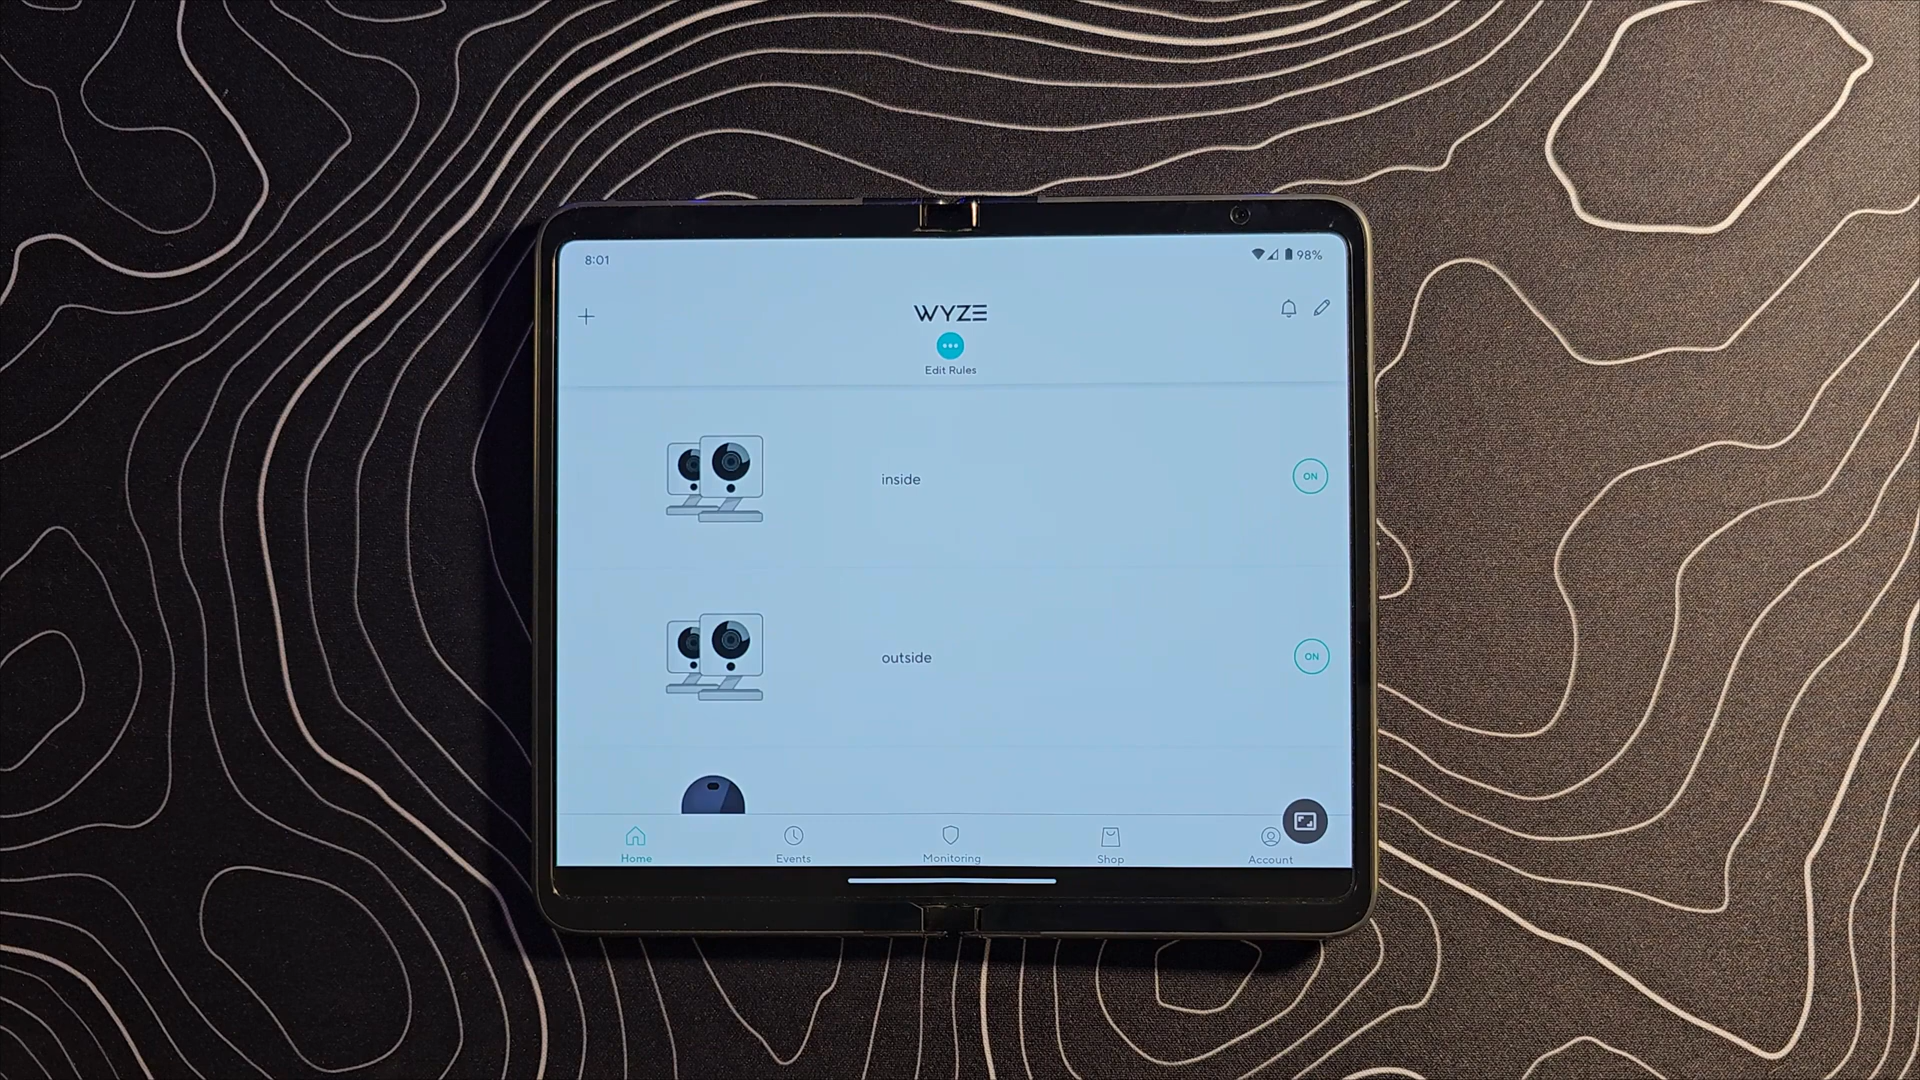 8:01
98%
WYZE
Edit Rules
inside
ON
outside
ON
Home
Events
Monitoring
Shop
Account